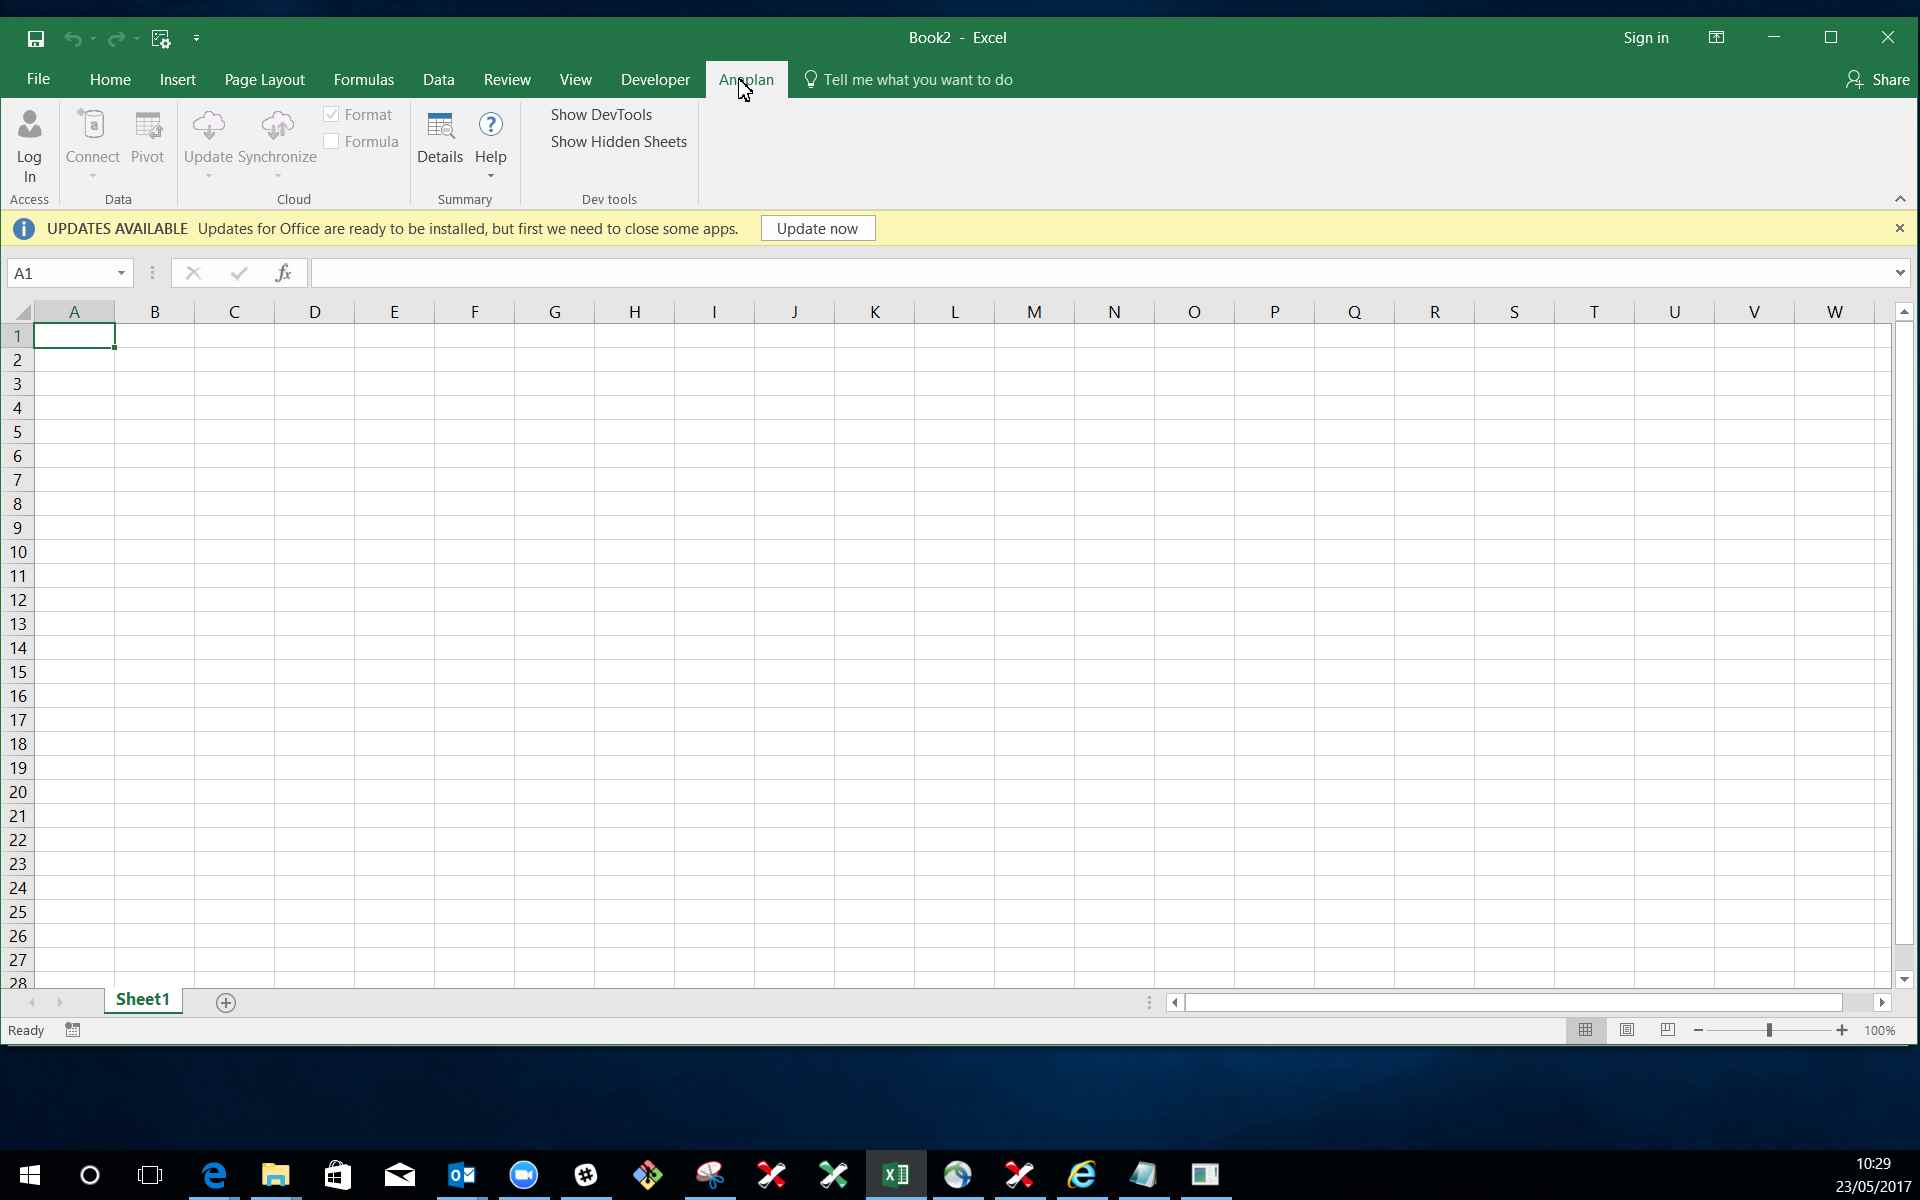 Book2 - Excel
Sign in
File Home Insert Page Layout Formulas Data Review View Developer Anaplan Tell me what you want to do Share
Log In
Connect
Pivot
Update
Synchronize
Format
Formula
Details
Help
Show DevTools
Show Hidden Sheets
Access
Data
Cloud
Summary
Dev tools
UPDATES AVAILABLE Updates for Office are ready to be installed, but first we need to close some apps. Update now
A1
fx
A B C D E F G H I J K L M N O P Q R S T U V W
1
2
3
4
5
6
7
8
9
10
11
12
13
14
15
16
17
18
19
20
21
22
23
24
25
26
27
28
Sheet1
Ready
100%
10:29
23/05/2017